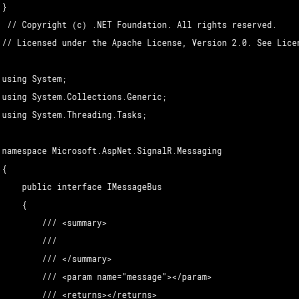 }
// Copyright (c) .NET Foundation. All rights reserved.
// Licensed under the Apache License, Version 2.0. See
using System;
using System.Collections.Generic;
using System.Threading.Tasks;
namespace Microsoft.AspNet.SignalR.Messaging
{
public interface IMessageBus
{
/// <summary>
///
/// </summary>
/// <param name="message"></param>
/// <returns></returns>